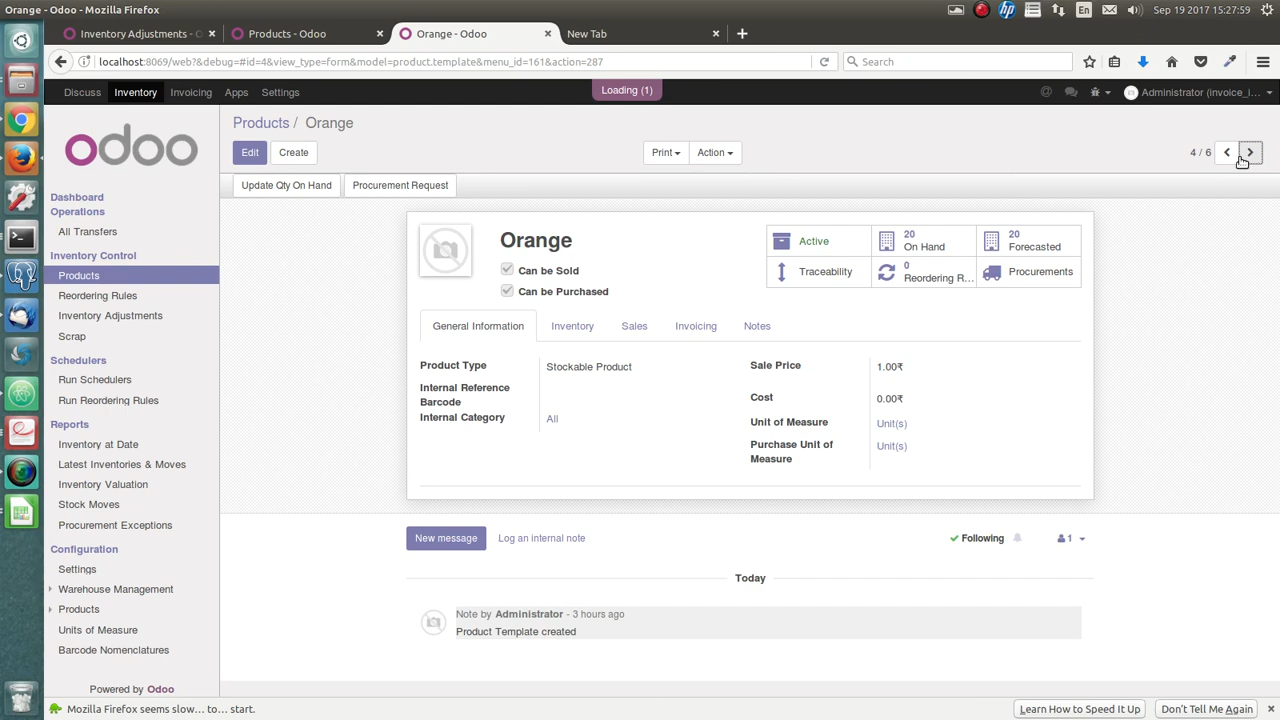 Orange - Odoo - Mozilla Firefox
En
Sep 19 2017 15:27:59
Inventory Adjustments - O
Products - Odoo
Orange - Odoo
New Tab
localhost:8069/web?&debug=#id=4&view_type=form&model=product.template&menu_id=161&action=287
Search
Discuss Inventory Invoicing Apps Settings
Loading (1)
Administrator (invoice_i...
odoo
Products / Orange
Edit Create
Print Action
4 / 6
Update Qty On Hand Procurement Request
Dashboard
Operations
All Transfers
Inventory Control
Products
Reordering Rules
Inventory Adjustments
Scrap
Schedulers
Run Schedulers
Run Reordering Rules
Reports
Inventory at Date
Latest Inventories & Moves
Inventory Valuation
Stock Moves
Procurement Exceptions
Configuration
Settings
Warehouse Management
Products
Units of Measure
Barcode Nomenclatures
Powered by Odoo
Orange
Can be Sold
Can be Purchased
Active
20
On Hand
20
Forecasted
Traceability
0
Reordering R...
Procurements
General Information Inventory Sales Invoicing Notes
Product Type Stockable Product
Internal Reference
Barcode
Internal Category All
Sale Price 1.00₹
Cost 0.00₹
Unit of Measure Unit(s)
Purchase Unit of Unit(s)
Measure
New message Log an internal note
Following 1
Today
Note by Administrator - 3 hours ago
Product Template created
Mozilla Firefox seems slow... to... start.
Learn How to Speed It Up
Don't Tell Me Again